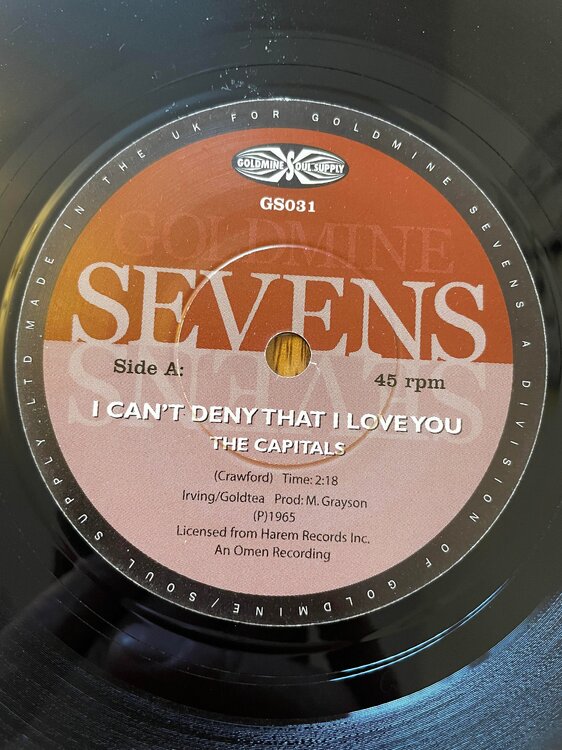 GOLDMINE SOUL SUPPLY
GS031
GOLDMINE
SEVENS
SEVENS
Side A:
45 rpm
I CAN'T DENY THAT I LOVE YOU
THE CAPITALS
(Crawford) Time: 2:18
Irving/Goldtea Prod: M. Grayson
(P)1965
Licensed from Harem Records Inc.
An Omen Recording
MADE IN THE UK FOR GOLDMINE SEVENS A DIVISION OF GOLDMINE/SOUL SUPPLY LTD.